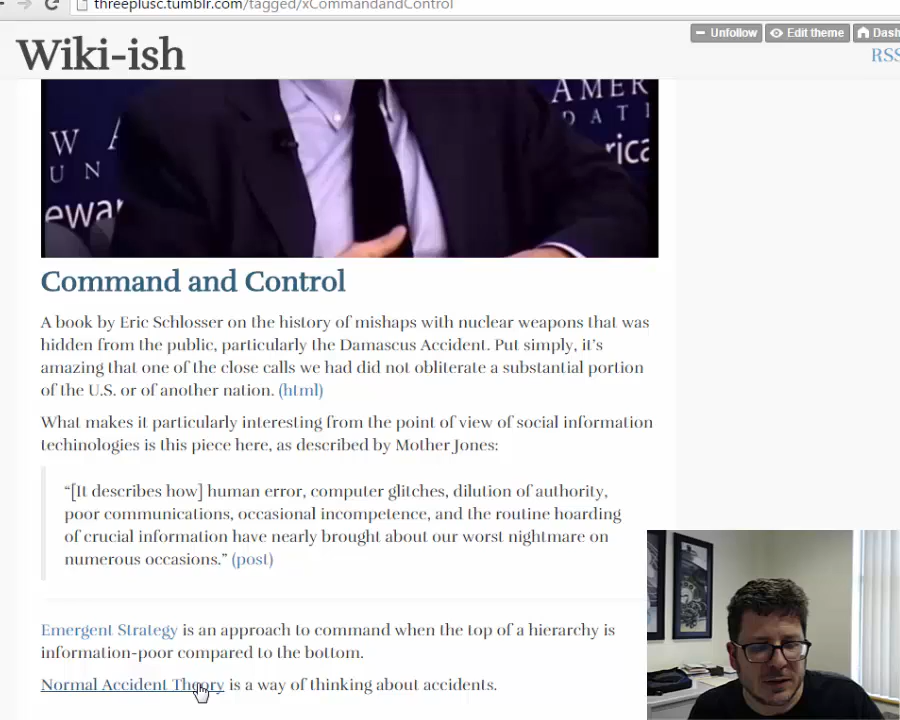 threeplusc.tumblr.com/tagged/xCommandandControl
Unfollow
Edit theme
Dash
Wiki-ish
RSS
W A
AMER
U N
DATI
rica
ewar
Command and Control
A book by Eric Schlosser on the history of mishaps with nuclear weapons that was
hidden from the public, particularly the Damascus Accident. Put simply, it's
amazing that one of the close calls we had did not obliterate a substantial portion
of the U.S. or of another nation. (html)
What makes it particularly interesting from the point of view of social information
techinologies is this piece here, as described by Mother Jones:
“[It describes how] human error, computer glitches, dilution of authority,
poor communications, occasional incompetence, and the routine hoarding
of crucial information have nearly brought about our worst nightmare on
numerous occasions.” (post)
Emergent Strategy is an approach to command when the top of a hierarchy is
information-poor compared to the bottom.
Normal Accident Theory is a way of thinking about accidents.